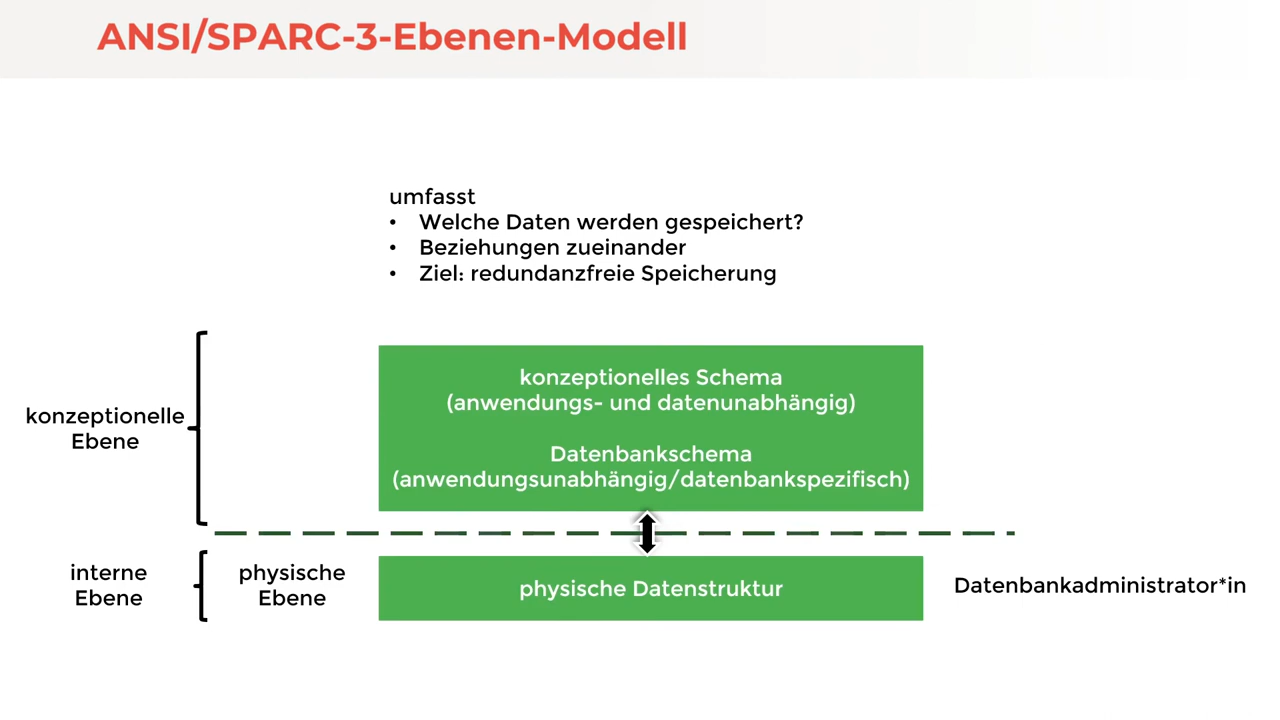 ANSI/SPARC-3-Ebenen-Modell
umfasst
• Welche Daten werden gespeichert?
• Beziehungen zueinander
• Ziel: redundanzfreie Speicherung
konzeptionelle
Ebene
konzeptionelles Schema
(anwendungs- und datenunabhängig)
Datenbankschema
(anwendungsunabhängig/datenbankspezifisch)
interne
Ebene
physische
Ebene
physische Datenstruktur
Datenbankadministrator*in